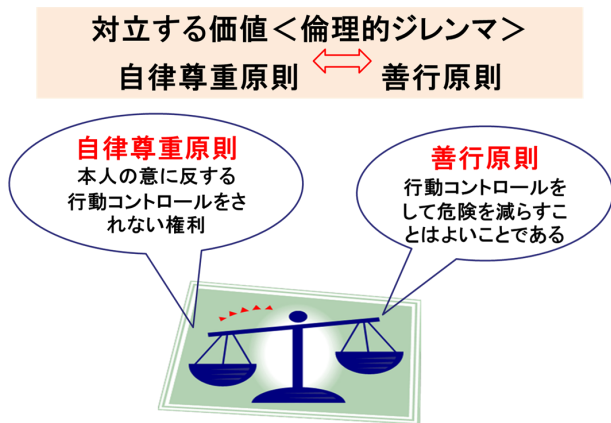 対立する価値＜倫理的ジレンマ＞
自律尊重原則 善行原則
自律尊重原則
本人の意に反する
行動コントロールをさ
れない権利
善行原則
行動コントロールを
して危険を減らすこ
とはよいことである